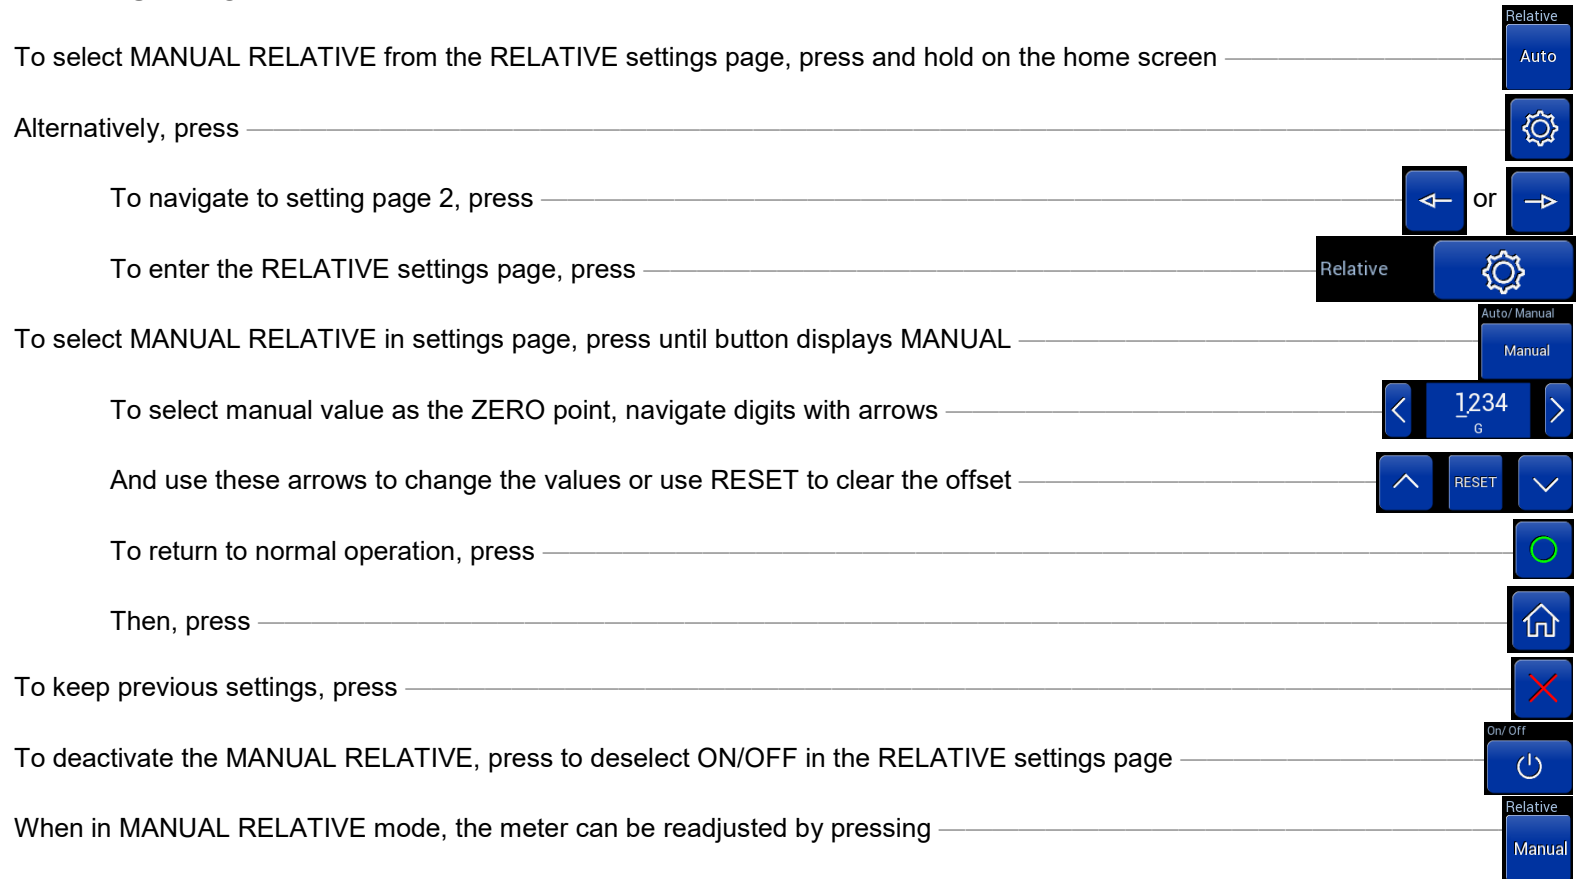 Relative
To select MANUAL RELATIVE from the RELATIVE settings page, press and hold on the home screen Auto
Alternatively, press
To navigate to setting page 2, press or
To enter the RELATIVE settings page, press Relative
Auto/ Manual
To select MANUAL RELATIVE in settings page, press until button displays MANUAL Manual
To select manual value as the ZERO point, navigate digits with arrows 1.234
G
And use these arrows to change the values or use RESET to clear the offset RESET
To return to normal operation, press
Then, press
To keep previous settings, press
On/ Off
To deactivate the MANUAL RELATIVE, press to deselect ON/OFF in the RELATIVE settings page
Relative
When in MANUAL RELATIVE mode, the meter can be readjusted by pressing Manual